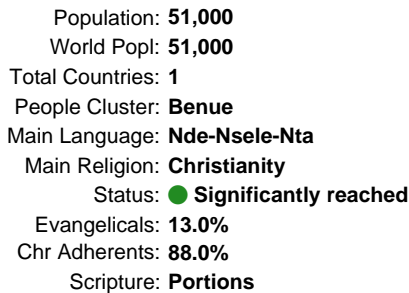 Population: 51,000
World Popl: 51,000
Total Countries: 1
People Cluster: Benue
Main Language: Nde-Nsele-Nta
Main Religion: Christianity
Status: Significantly reached
Evangelicals: 13.0%
Chr Adherents: 88.0%
Scripture: Portions